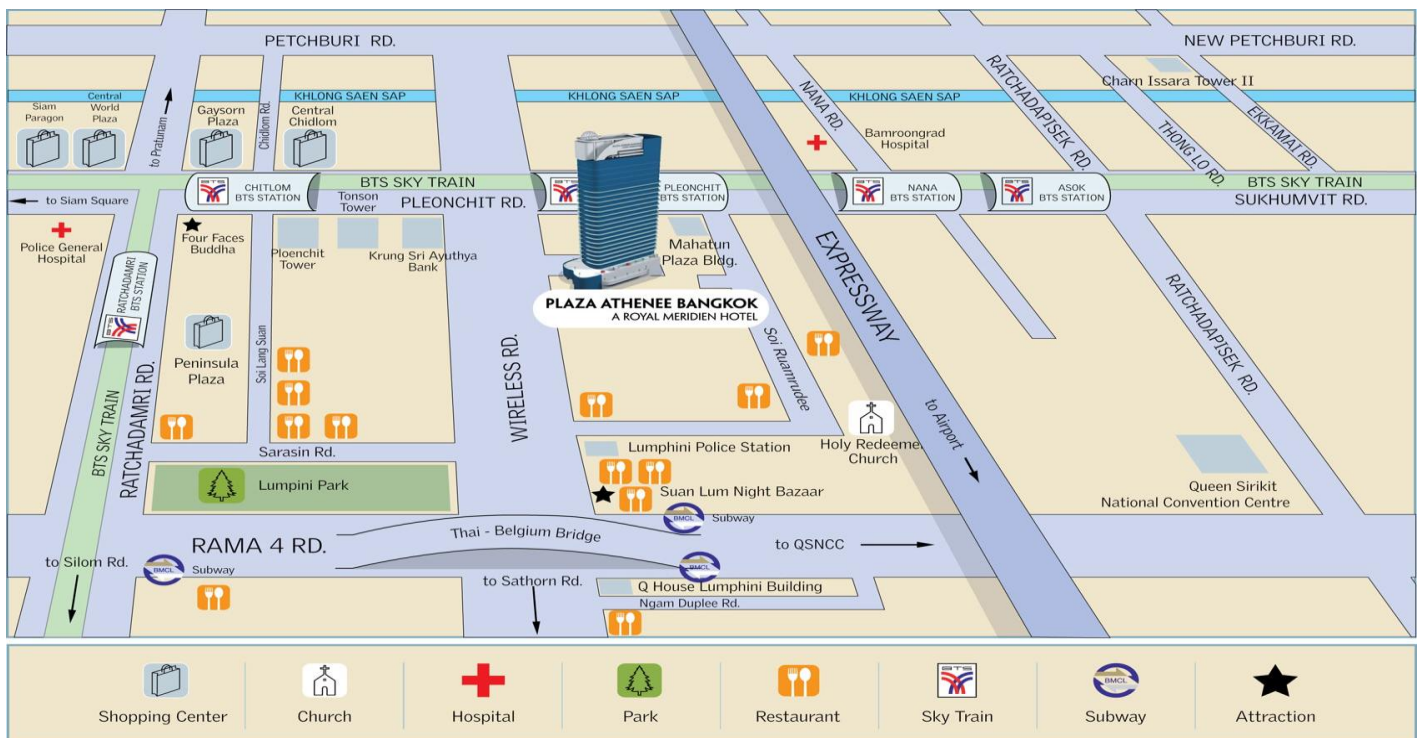 PETCHBURI RD.
NEW PETCHBURI RD.
Charn Issara Tower II
KHLONG SAEN SAP
KHLONG SAEN SAP
KHLONG SAEN SAP
Siam
Paragon
Central
World
Plaza
to Pratunam
Gaysorn
Plaza
Chidlom Rd.
Central
Chidlom
NANA RD.
Bamroongrad
Hospital
RATCHADAPISEK RD.
THONG LO RD.
EKKAMAI RD.
BTS
CHITLOM
BTS STATION
BTS SKY TRAIN
PLEONCHIT RD.
PLEONCHIT
BTS STATION
BTS
NANA
BTS STATION
BTS
ASOK
BTS STATION
BTS SKY TRAIN
SUKHUMVIT RD.
to Siam Square
Police General
Hospital
Four Faces
Buddha
Tonson
Tower
Ploenchit
Tower
Krung Sri Ayuthya
Bank
Mahatun
Plaza Bldg.
PLAZA ATHENEE BANGKOK
A ROYAL MERIDIEN HOTEL
EXPRESSWAY
RATCHADAPISEK RD.
BTS
RATCHADAMRI
BTS STATION
Peninsula
Plaza
Soi Lang Suan
WIRELESS RD.
Soi Ruamrudee
BTS SKY TRAIN
RATCHADAMRI RD.
Sarasin Rd.
Lumpini Park
Lumphini Police Station
Holy Redeemer
Church
to Airport
Suan Lum Night Bazaar
Queen Sirikit
National Convention Centre
BMCL
Subway
Thai - Belgium Bridge
RAMA 4 RD.
to QSNCC
to Silom Rd.
BMCL
Subway
BMCL
to Sathorn Rd.
Q House Lumphini Building
Ngam Duplee Rd.
BTS
BMCL
Shopping Center
Church
Hospital
Park
Restaurant
Sky Train
Subway
Attraction